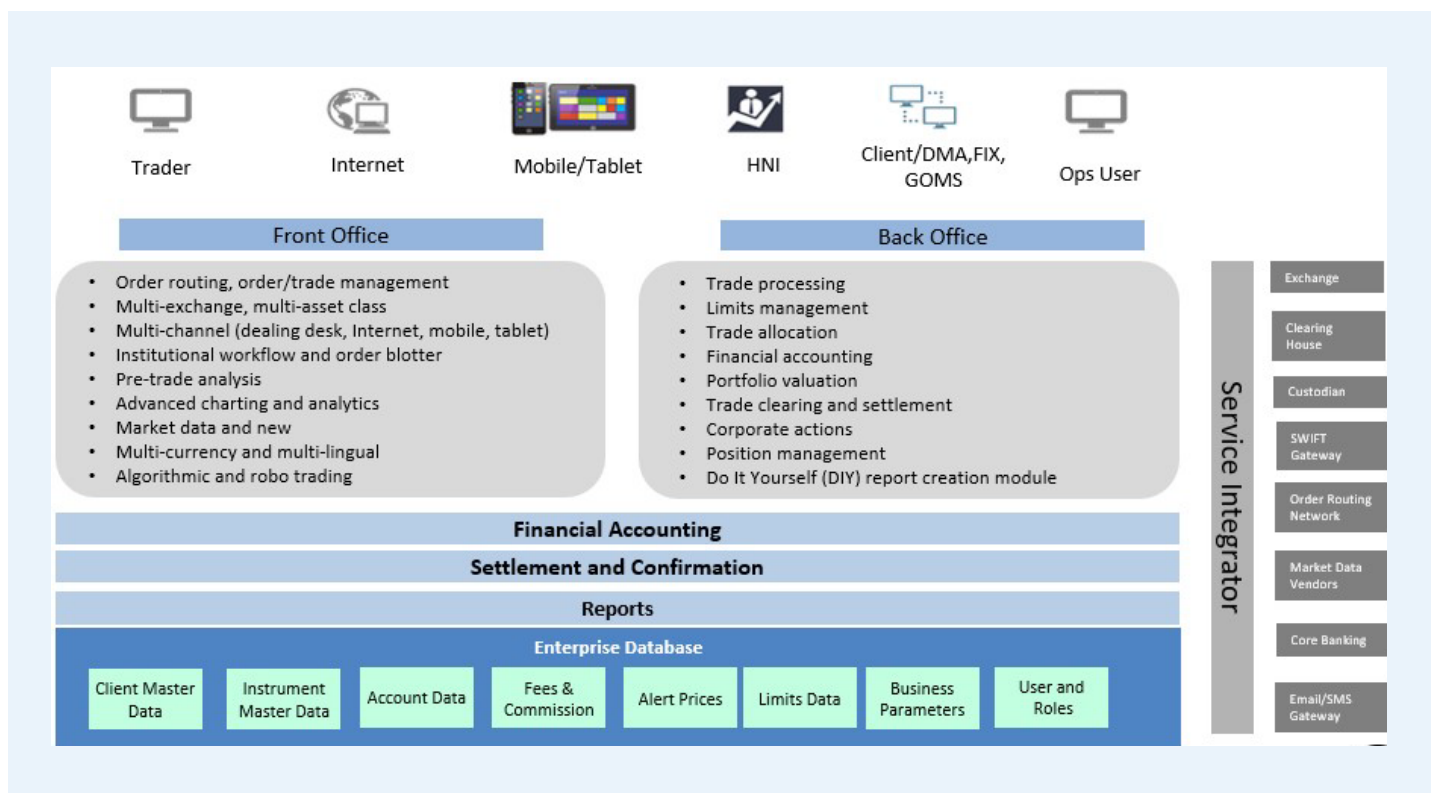 Trader
Internet
Mobile/Tablet
HNI
Client/DMA,FIX,
GOMS
Ops User
Front Office
Back Office
• Order routing, order/trade management
• Multi-exchange, multi-asset class
• Multi-channel (dealing desk, Internet, mobile, tablet)
• Institutional workflow and order blotter
• Pre-trade analysis
• Advanced charting and analytics
• Market data and new
• Multi-currency and multi-lingual
• Algorithmic and robo trading
• Trade processing
• Limits management
• Trade allocation
• Financial accounting
• Portfolio valuation
• Trade clearing and settlement
• Corporate actions
• Position management
• Do It Yourself (DIY) report creation module
Financial Accounting
Settlement and Confirmation
Reports
Enterprise Database
Client Master
Data
Instrument
Master Data
Account Data
Fees &
Commission
Alert Prices
Limits Data
Business
Parameters
User and
Roles
Service Integrator
Exchange
Clearing
House
Custodian
SWIFT
Gateway
Order Routing
Network
Market Data
Vendors
Core Banking
Email/SMS
Gateway